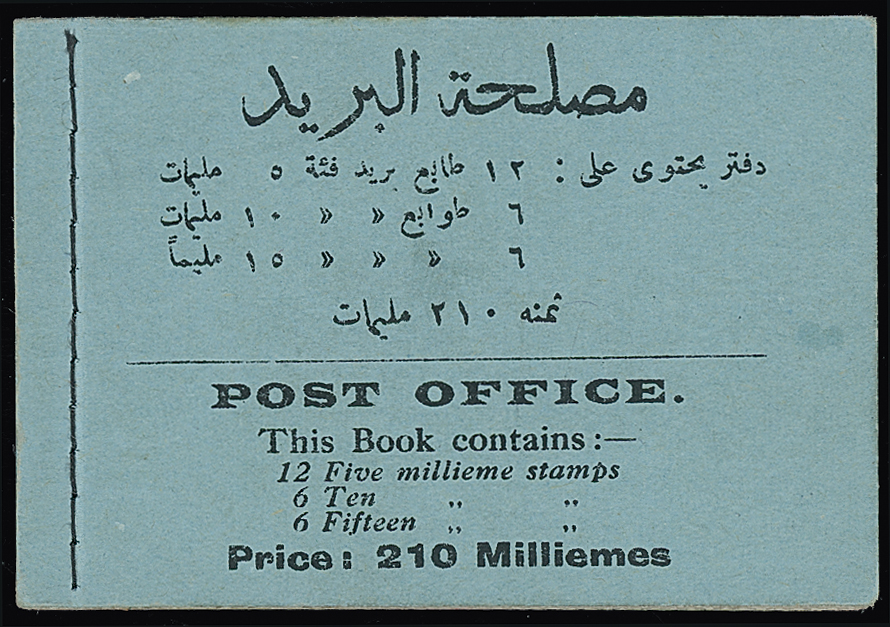 مصلحة البريد
دفتر يحتوى على : ١٢ طابع بريد فئة ٥ مليمات
٦ طوابع » » ١٠ مليمات
٦ » » » ١٥ مليماً
ثمنه ٢١٠ مليمات
POST OFFICE.
This Book contains:—
12 Five millieme stamps
6 Ten „ „
6 Fifteen „ „
Price: 210 Milliemes